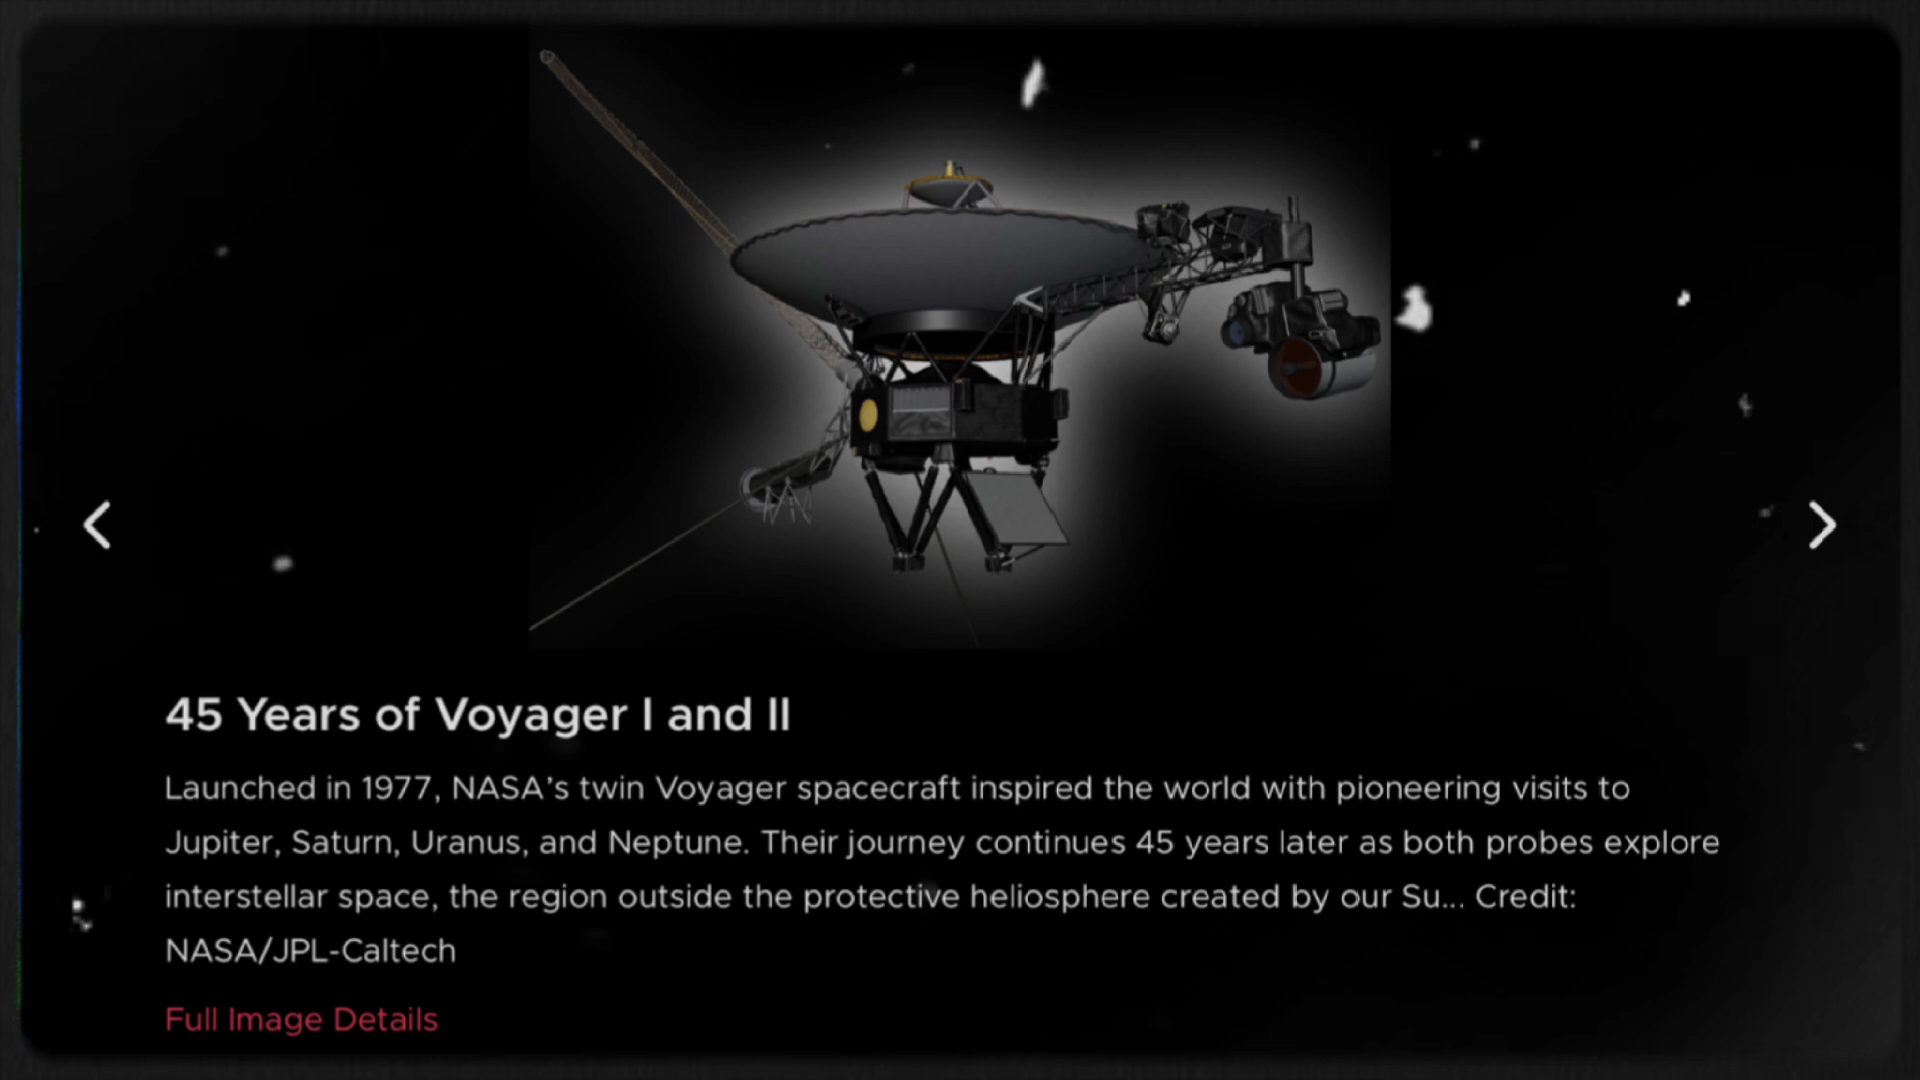 45 Years of Voyager I and II
Launched in 1977, NASA’s twin Voyager spacecraft inspired the world with pioneering visits to
Jupiter, Saturn, Uranus, and Neptune. Their journey continues 45 years later as both probes explore
interstellar space, the region outside the protective heliosphere created by our Su... Credit:
NASA/JPL-Caltech
Full Image Details